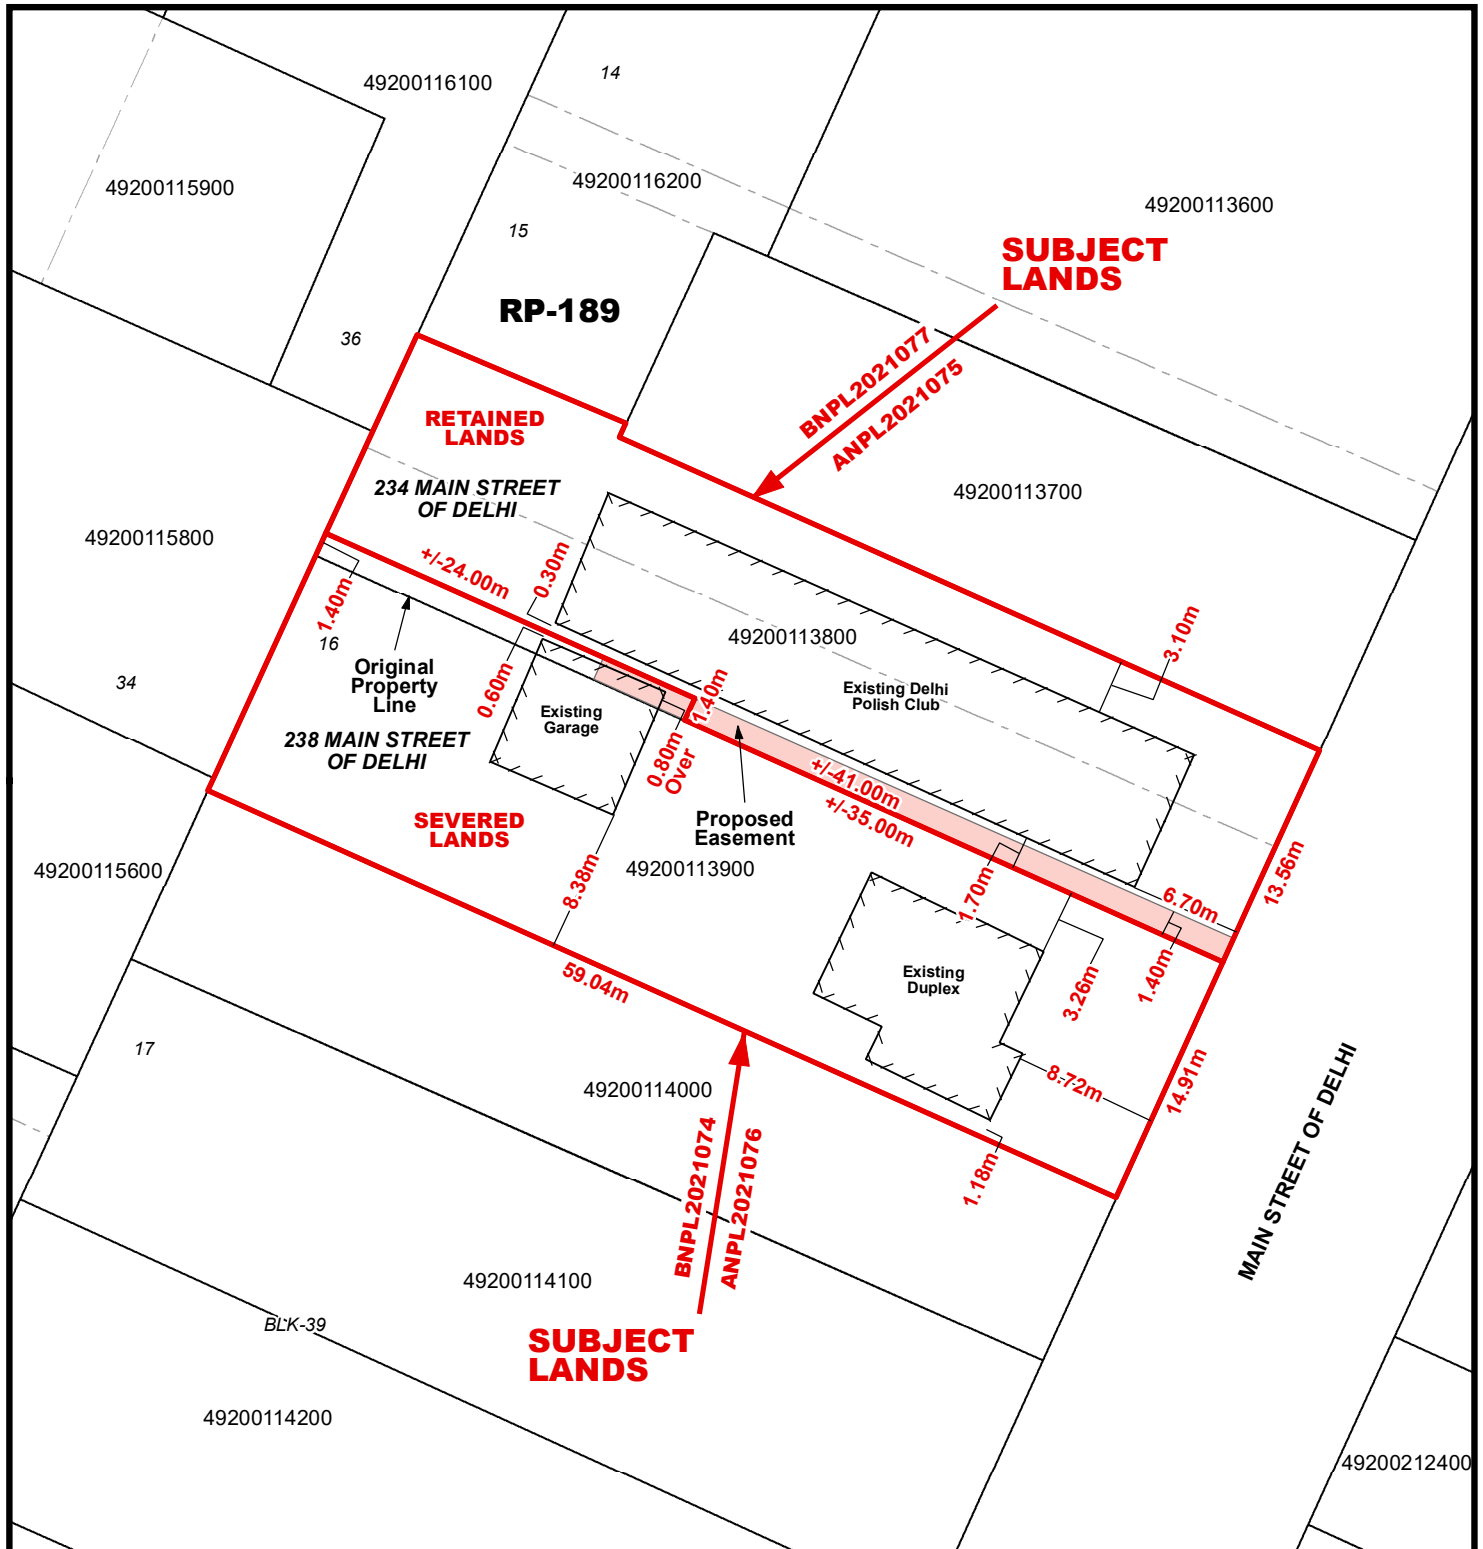 14
49200116100
49200116200
49200115900
49200113600
15
SUBJECT
LANDS
RP-189
36
BNPL2021077
ANPL2021075
RETAINED
LANDS
234 MAIN STREET
OF DELHI
49200113700
49200115800
+/-24.00m
0.30m
1.40m
16
49200113800
3.10m
Original
Property
Line
34
0.60m
1.40m
Existing Delhi
Polish Club
Existing
Garage
238 MAIN STREET
OF DELHI
0.80m
Over
+/-41.00m
+/-35.00m
Proposed
Easement
SEVERED
LANDS
49200115600
49200113900
8.38m
1.70m
6.70m
13.56m
59.04m
Existing
Duplex
3.26m
1.40m
17
8.72m
14.91m
49200114000
BNPL2021074
ANPL2021076
1.18m
MAIN STREET OF DELHI
49200114100
BLK-39
SUBJECT
LANDS
49200114200
49200212400